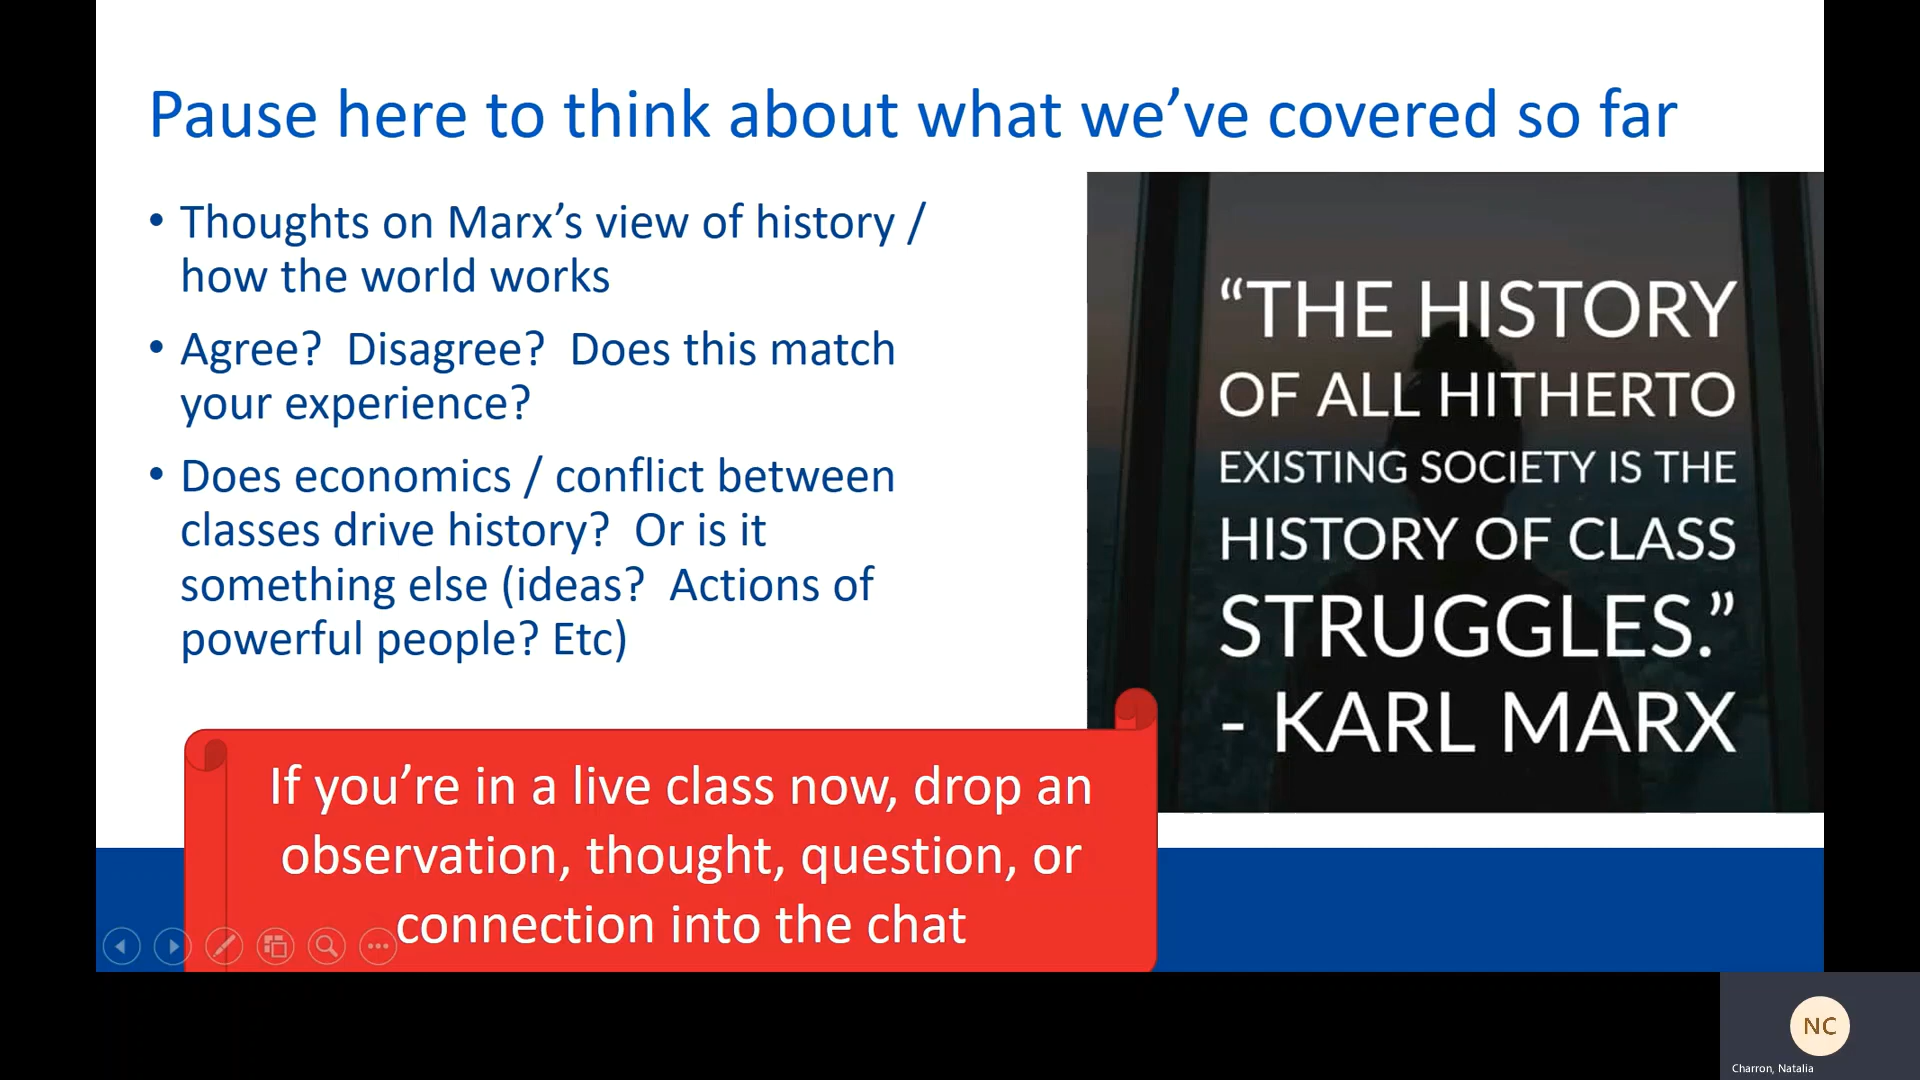 Pause here to think about what we’ve covered so far
• Thoughts on Marx’s view of history /
how the world works
• Agree?  Disagree?  Does this match
your experience?
• Does economics / conflict between
classes drive history?  Or is it
something else (ideas?  Actions of
powerful people? Etc)
“THE HISTORY
OF ALL HITHERTO
EXISTING SOCIETY IS THE
HISTORY OF CLASS
STRUGGLES.”
- KARL MARX
If you’re in a live class now, drop an
observation, thought, question, or
connection into the chat
NC
Charron, Natalia